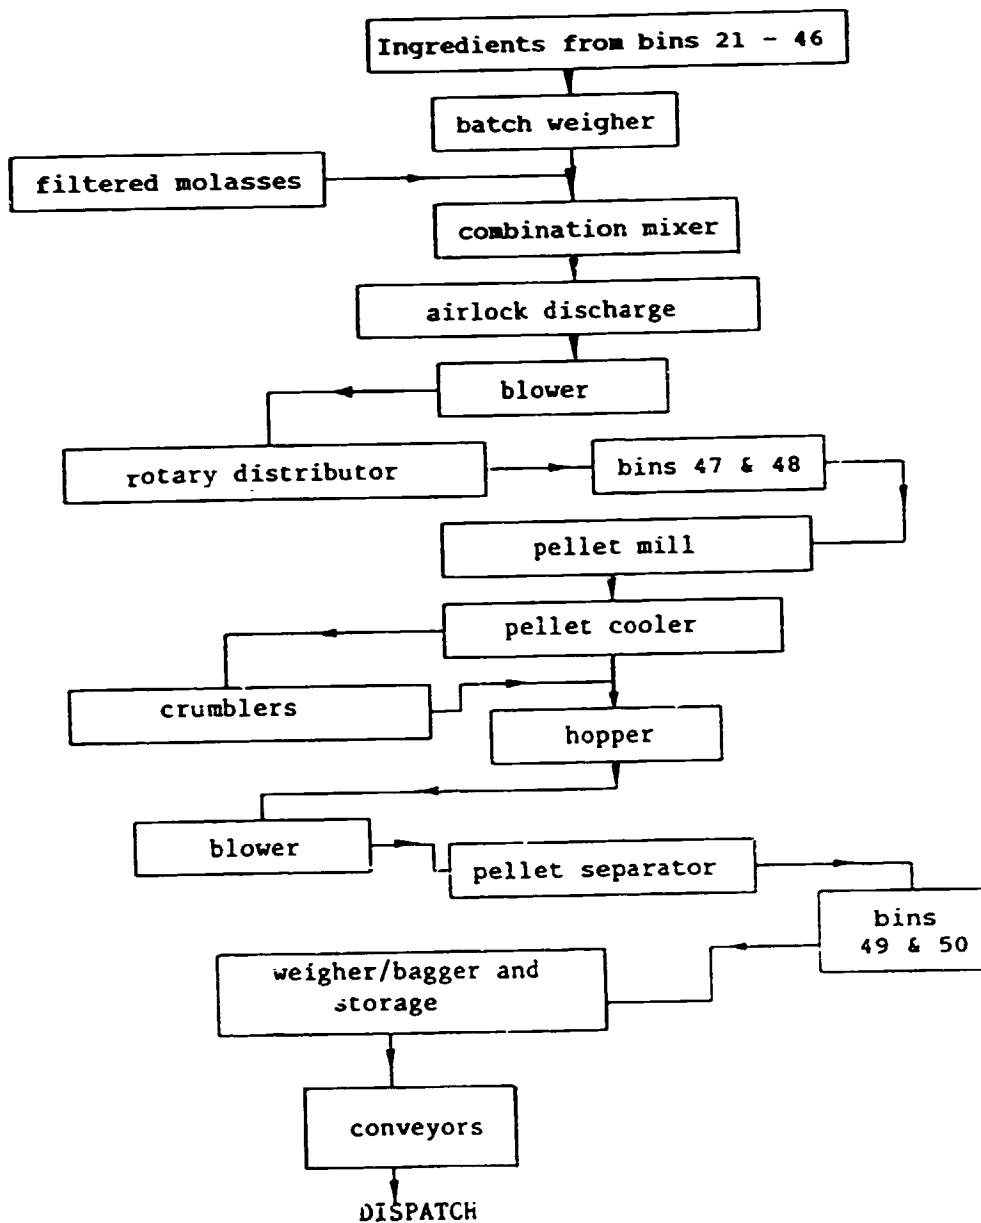 Ingredients from bins 21 - 46
batch weigher
filtered molasses
combination mixer
airlock discharge
blower
rotary distributor
bins 47 & 48
pellet mill
pellet cooler
crumblers
hopper
blower
pellet separator
bins
49 & 50
weigher/bagger and
storage
conveyors
DISPATCH